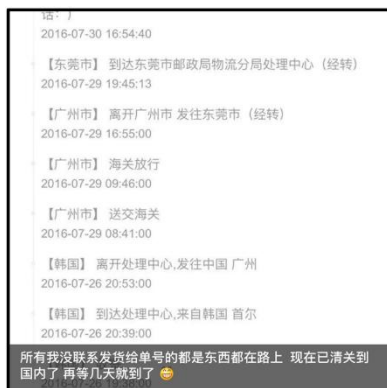 话：）
2016-07-30 16:54:40
【东莞市】 到达东莞市邮政局物流分局处理中心（经转）
2016-07-29 19:45:13
【广州市】 离开广州市 发往东莞市（经转）
2016-07-29 16:55:00
【广州市】 海关放行
2016-07-29 09:46:00
【广州市】 送交海关
2016-07-29 08:41:00
【韩国】 离开处理中心,发往中国 广州
2016-07-26 20:53:00
【韩国】 到达处理中心,来自韩国 首尔
2016-07-26 20:39:00
所有我没联系发货给单号的都是东西都在路上 现在已清关到
国内了 再等几天就到了 😁
2016-07-26 19:38:00